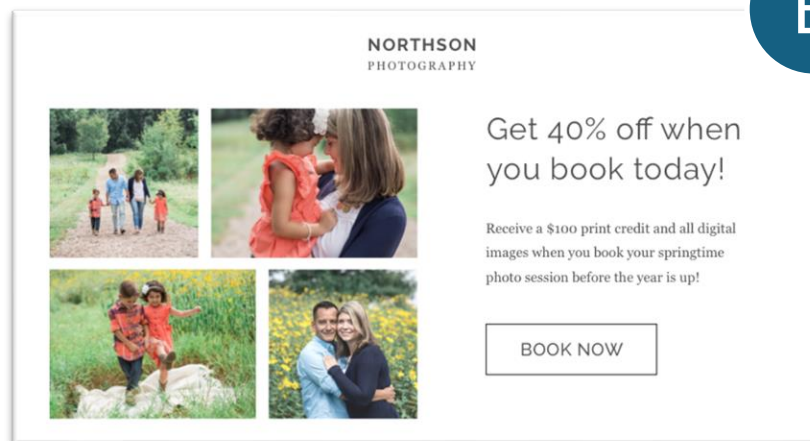 NORTHSON
PHOTOGRAPHY
Get 40% off when
you book today!
Receive a $100 print credit and all digital
images when you book your springtime
photo session before the year is up!
BOOK NOW